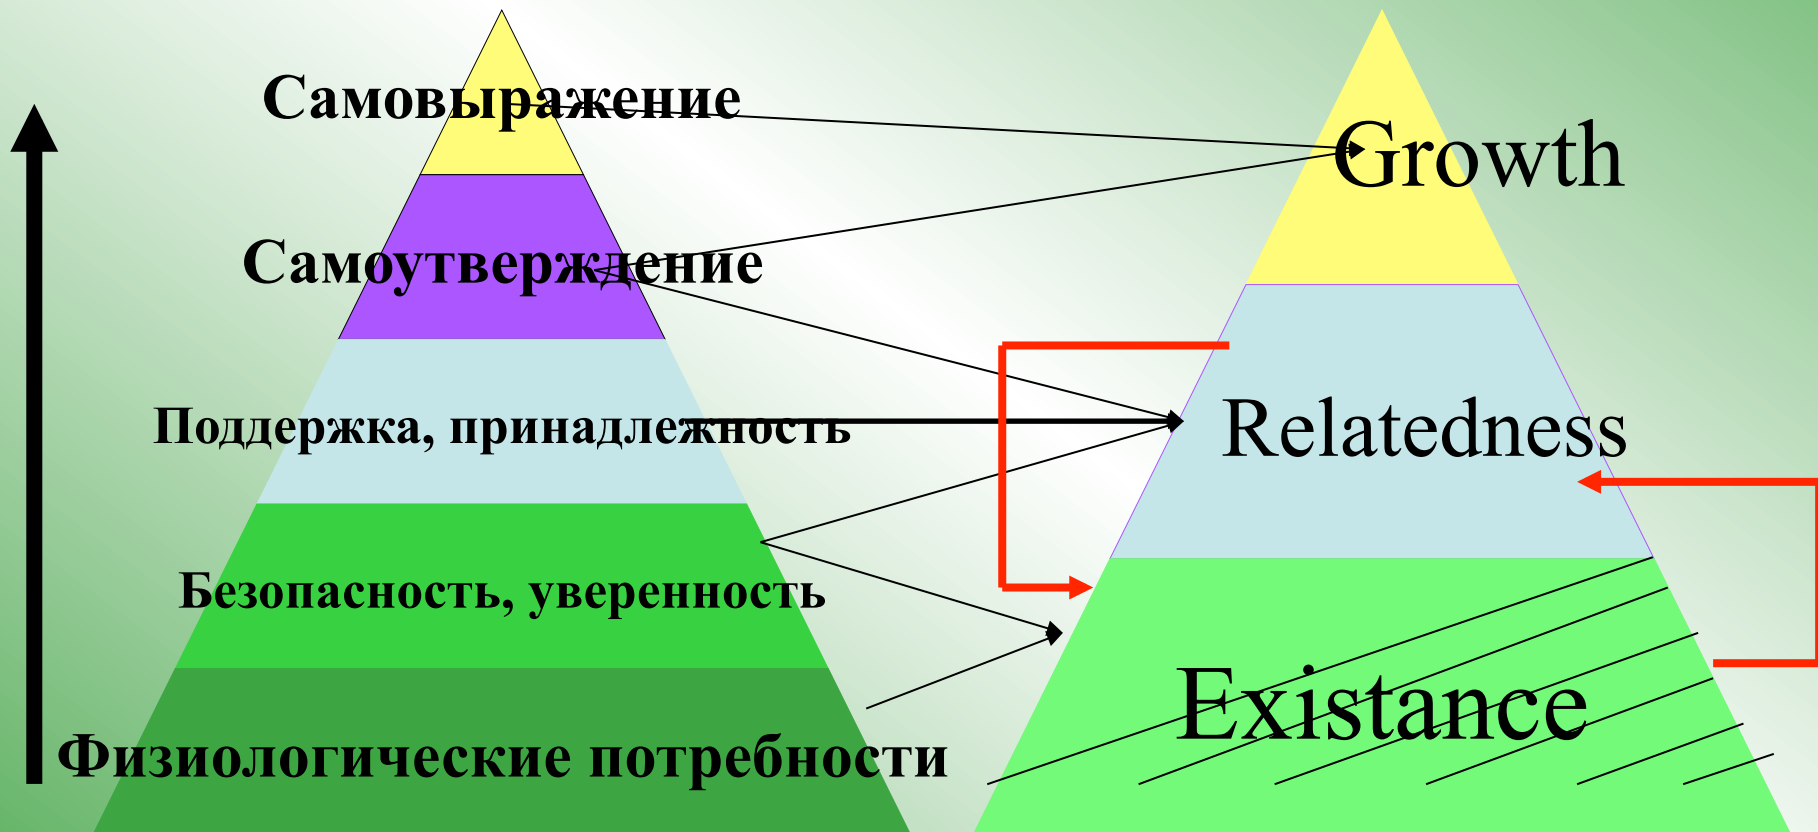 Самовыражение
Самоутверждение
Поддержка, принадлежность
Безопасность, уверенность
Физиологические потребности
Growth
Relatedness
Existance